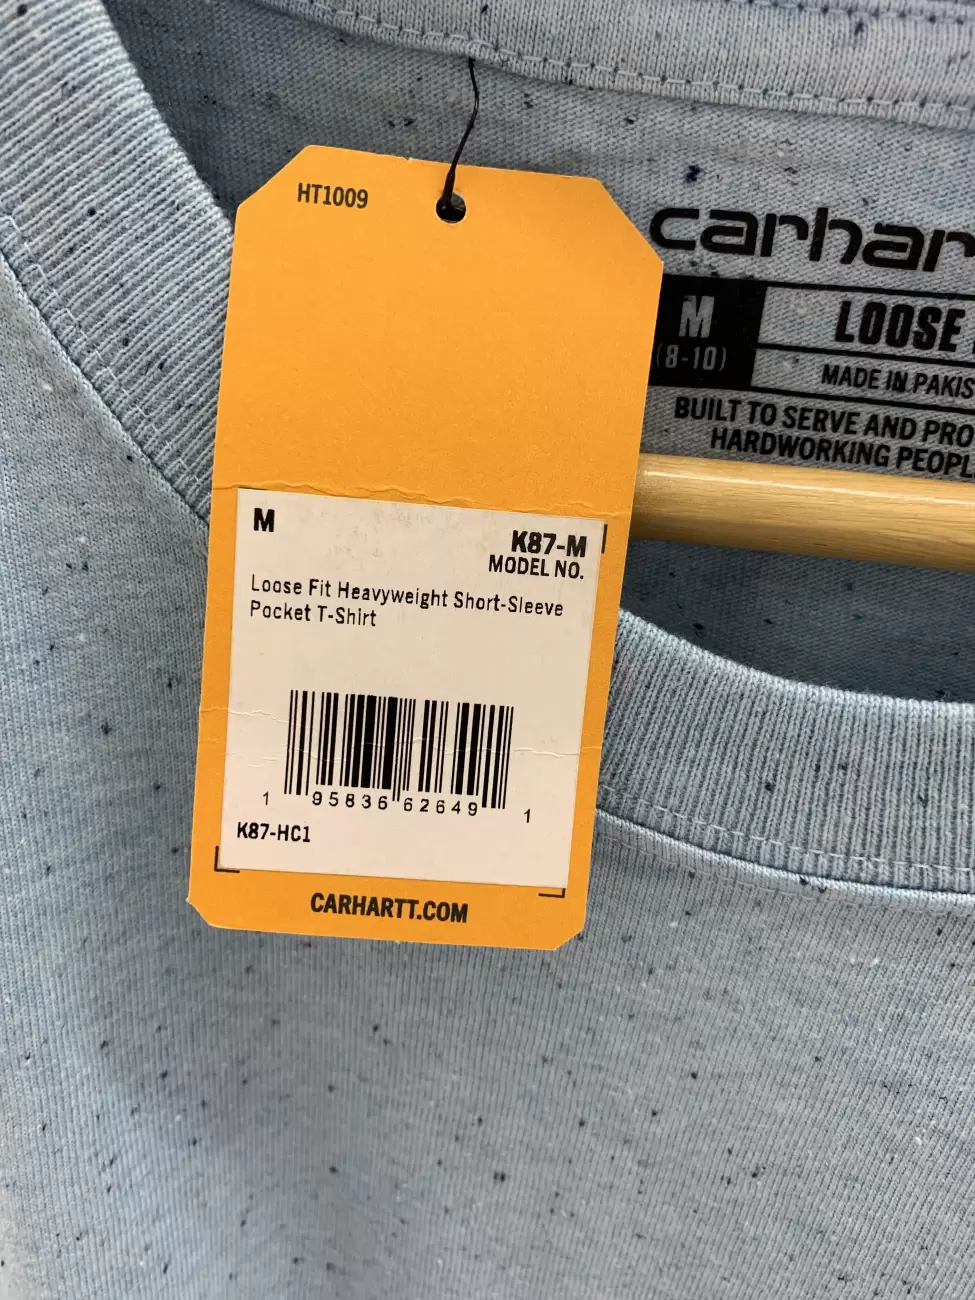 HT1009
M
K87-M
MODEL NO.
Loose Fit Heavyweight Short-Sleeve
Pocket T-Shirt
1 95836 62649 1
K87-HC1
CARHARTT.COM
carhar
M
(8-10)
LOOSE
MADE IN PAKIS
BUILT TO SERVE AND PRO
HARDWORKING PEOPL